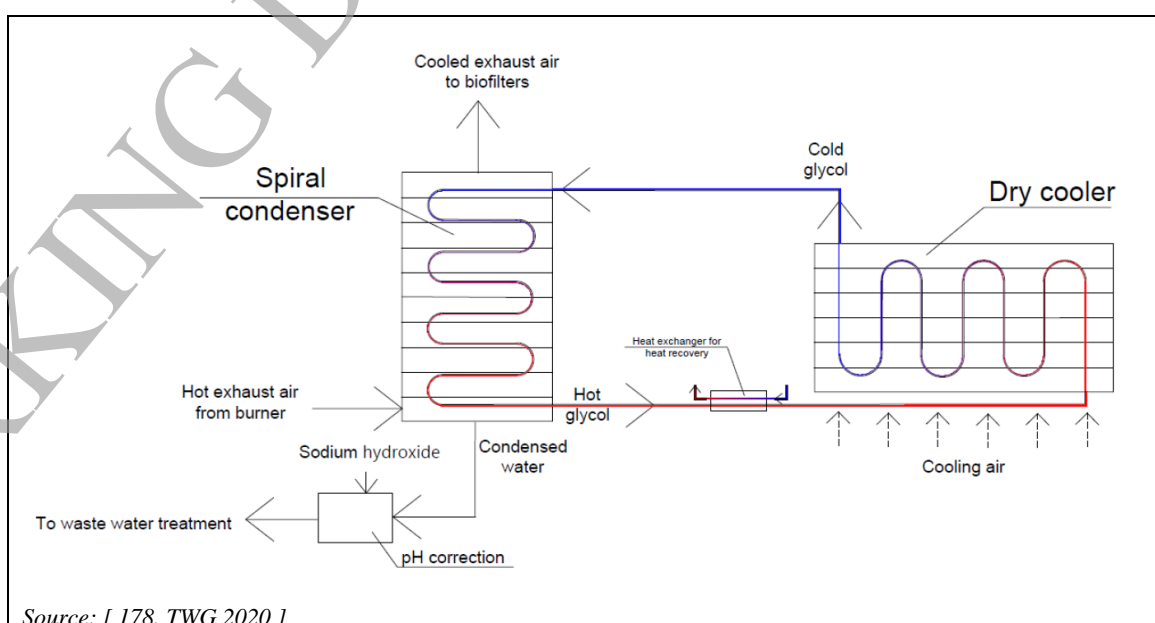 Cooled exhaust air
to biofilters
Spiral
condenser
Cold
glycol
Dry cooler
Heat exchanger for
heat recovery
Hot exhaust air
from burner
Hot
glycol
Cooling air
Sodium hydroxide
Condensed
water
To waste water treatment
pH correction
Source: [ 178, TWG 2020 ]
KING D